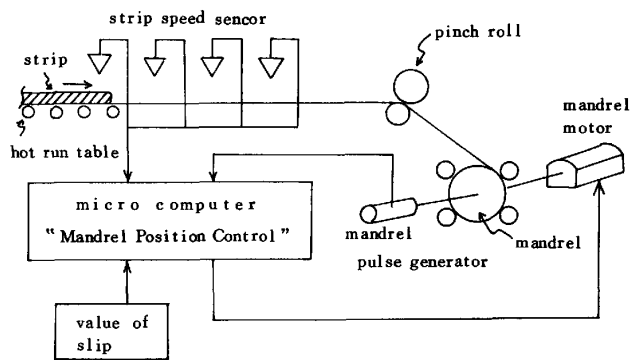 strip speed sencor
pinch roll
strip
mandrel
motor
hot run table
micro computer
"Mandrel Position Control"
mandrel
pulse generator
mandrel
value of
slip